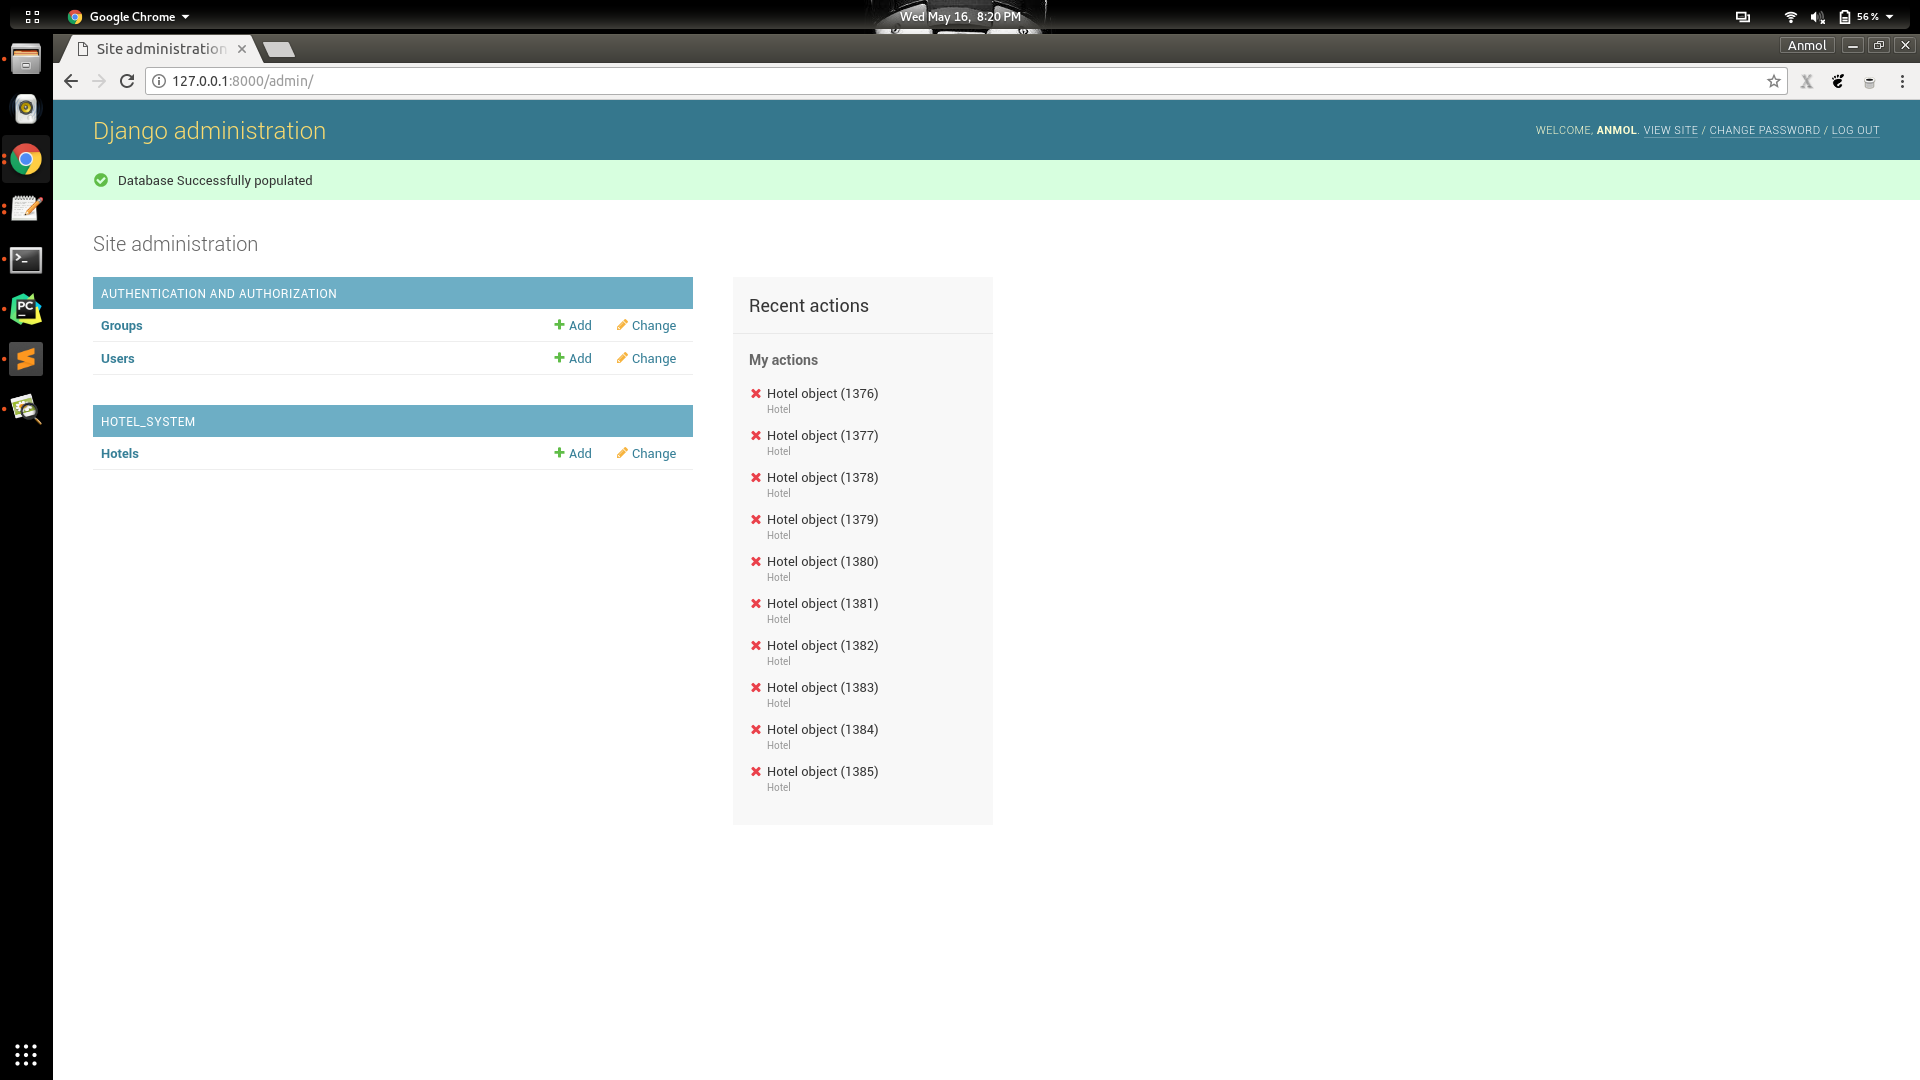 Google Chrome
Wed May 16, 8:20 PM
56 %
Site administration
Anmol
127.0.0.1:8000/admin/
Django administration
WELCOME, ANMOL. VIEW SITE / CHANGE PASSWORD / LOG OUT
Database Successfully populated
Site administration
AUTHENTICATION AND AUTHORIZATION
Groups Add Change
Users Add Change
HOTEL_SYSTEM
Hotels Add Change
Recent actions
My actions
Hotel object (1376)
Hotel
Hotel object (1377)
Hotel
Hotel object (1378)
Hotel
Hotel object (1379)
Hotel
Hotel object (1380)
Hotel
Hotel object (1381)
Hotel
Hotel object (1382)
Hotel
Hotel object (1383)
Hotel
Hotel object (1384)
Hotel
Hotel object (1385)
Hotel
PC